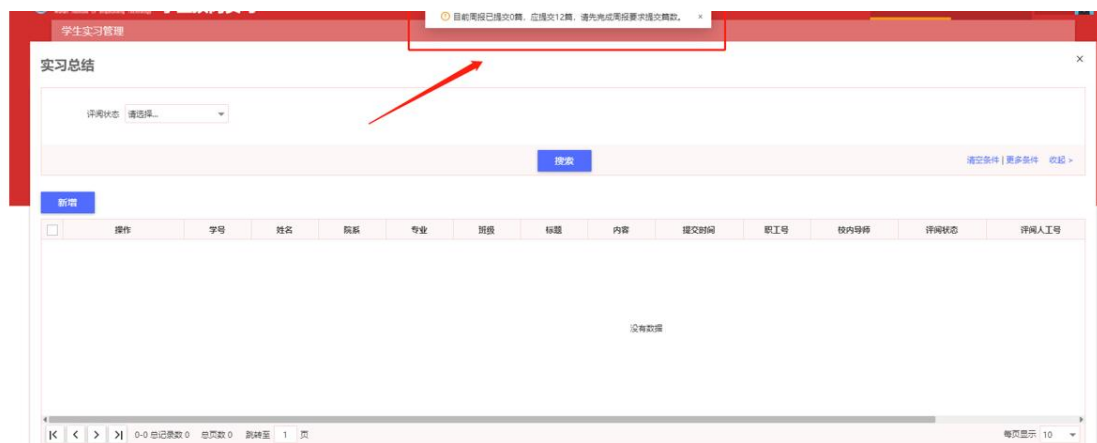 目前周报已提交0篇，应提交12篇，请先完成周报要求提交篇数。 ×
学生实习管理
实习总结 ×
评阅状态 请选择...
搜索 清空条件 | 更多条件 收起
新增
操作 学号 姓名 院系 专业 班级 标题 内容 提交时间 职工号 校内导师 评阅状态 评阅人工号
没有数据
0-0 总记录数 0 总页数 0 跳转至 1 页 每页显示 10